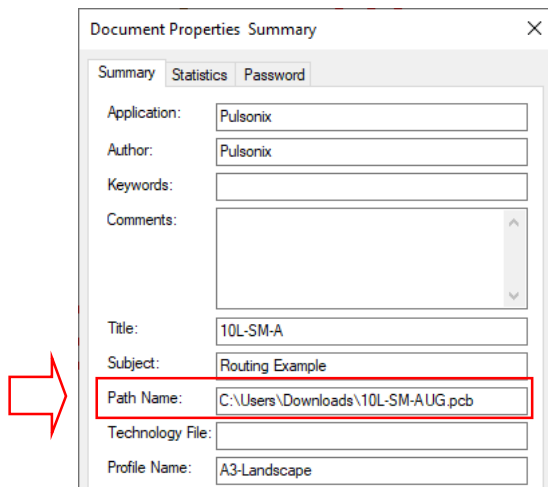 Document Properties Summary
Summary Statistics Password
Application: Pulsonix
Author: Pulsonix
Keywords:
Comments:
Title: 10L-SM-A
Subject: Routing Example
Path Name: C:\Users\Downloads\10L-SM-AUG.pcb
Technology File:
Profile Name: A3-Landscape